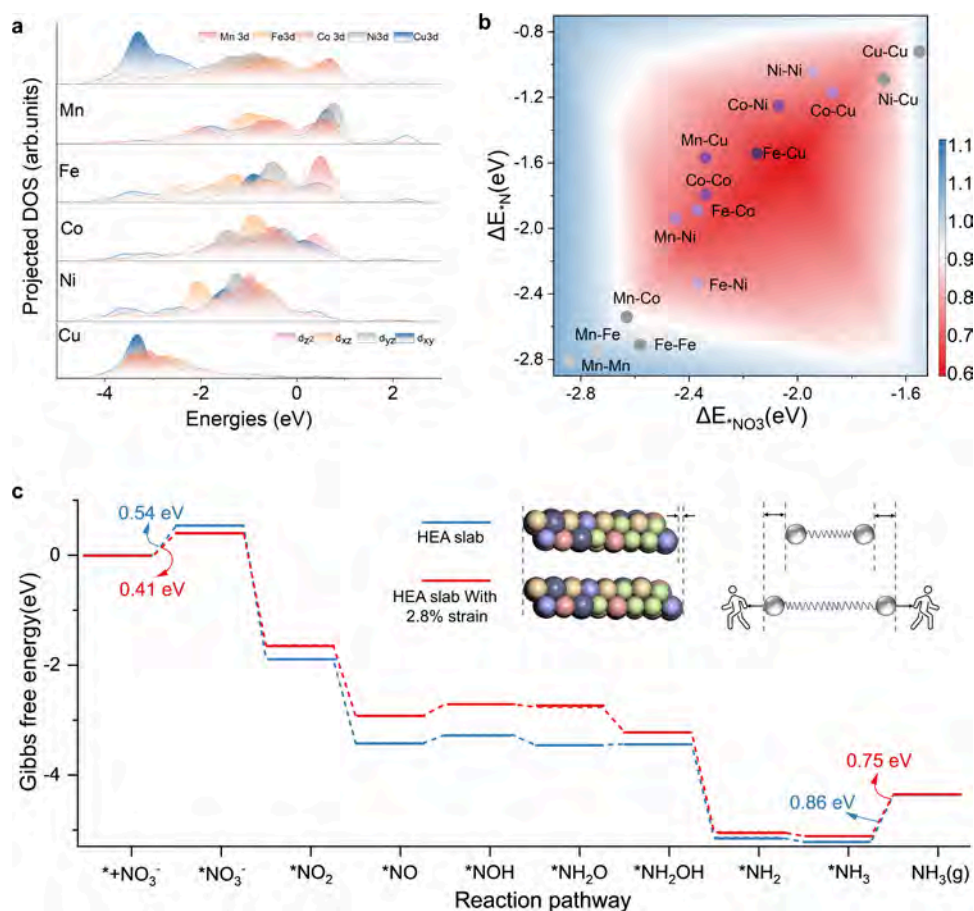 a
Mn 3d Fe3d Co 3d Ni3d Cu3d
Mn
Fe
Co
Ni
Cu
dz2 dxz dyz dxy
Projected DOS (arb.units)
-4 -2 0 2
Energies (eV)
b
-0.8
-1.2
-1.6
-2.0
-2.4
-2.8
ΔE*N(eV)
Cu-Cu
Ni-Ni
Ni-Cu
Co-Ni
Co-Cu
Mn-Cu
Fe-Cu
Co-Co
Fe-Co
Mn-Ni
Fe-Ni
Mn-Co
Mn-Fe
Fe-Fe
Mn-Mn
-2.8 -2.4 -2.0 -1.6
ΔE*NO3(eV)
1.1
1.0
0.9
0.8
0.7
0.6
c
0.54 eV
0.41 eV
HEA slab
HEA slab With
2.8% strain
0.75 eV
0.86 eV
0
-2
-4
Gibbs free energy(eV)
*+NO3- *NO3- *NO2 *NO *NOH *NH2O *NH2OH *NH2 *NH3 NH3(g)
Reaction pathway